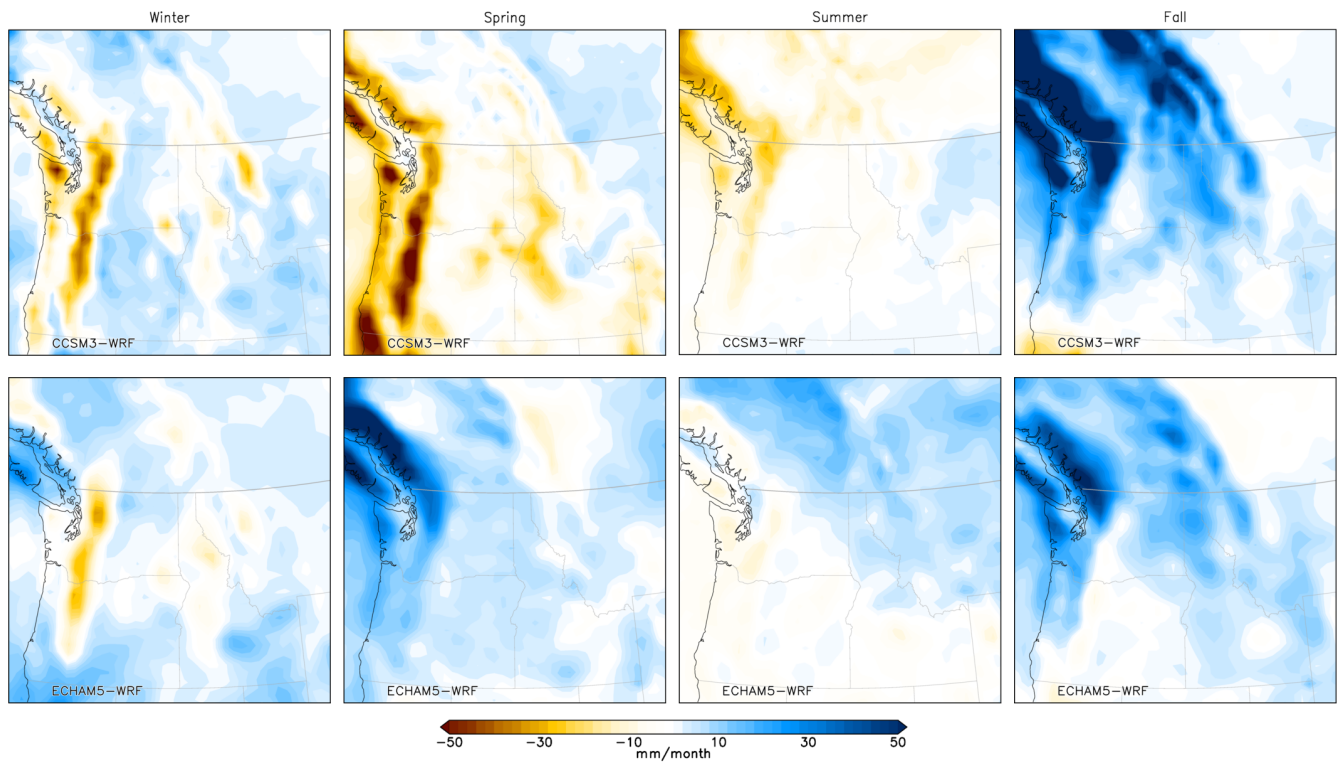 Winter Spring Summer Fall
CCSM3-WRF CCSM3-WRF CCSM3-WRF CCSM3-WRF
ECHAM5-WRF ECHAM5-WRF ECHAM5-WRF ECHAM5-WRF
-50 -30 -10 10 30 50
mm/month